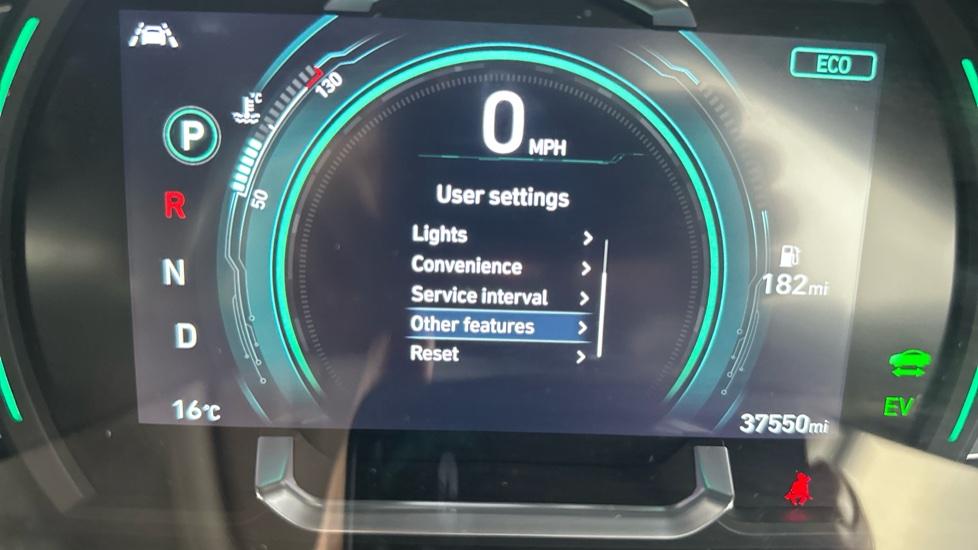 ECO
°C
130
50
P
R
N
D
0 MPH
User settings
Lights
Convenience
Service interval
Other features
Reset
182mi
EV
16°C
37550mi